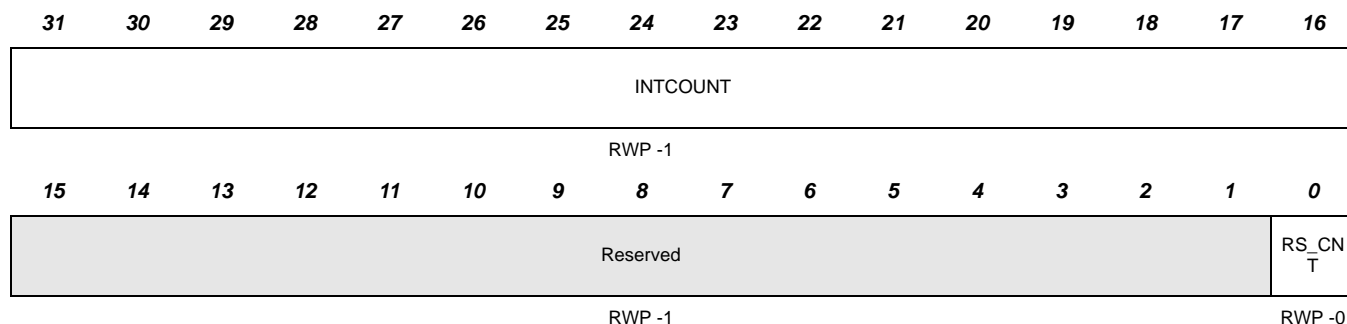 31 30 29 28 27 26 25 24 23 22 21 20 19 18 17 16
INTCOUNT
RWP -1
15 14 13 12 11 10 9 8 7 6 5 4 3 2 1 0
Reserved
RS_CN
T
RWP -1 RWP -0